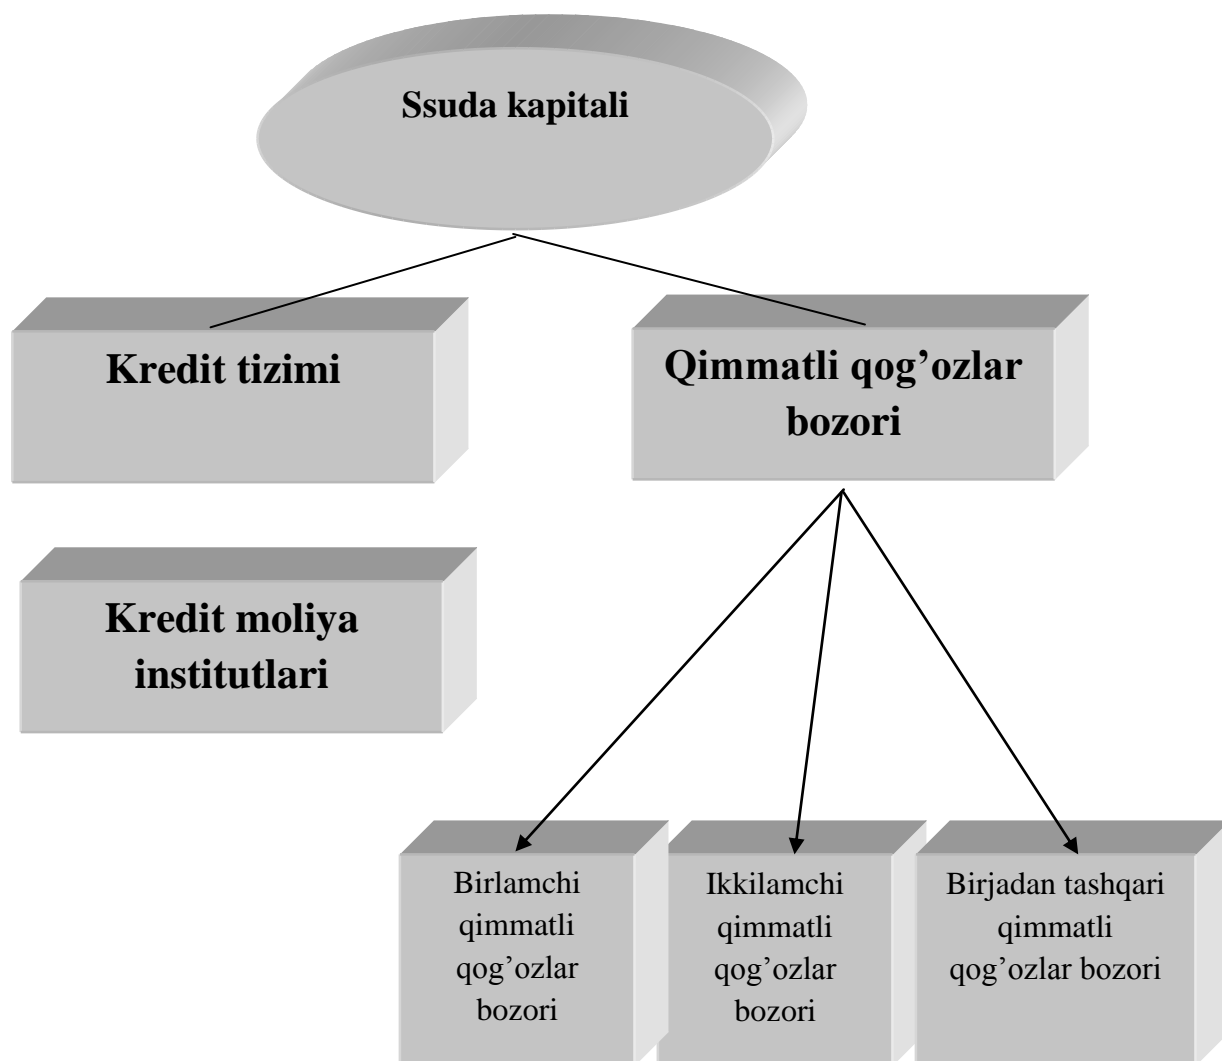 Ssuda kapitali
Kredit tizimi
Qimmatli qog’ozlar
bozori
Kredit moliya
institutlari
Birlamchi
qimmatli
qog’ozlar
bozori
Ikkilamchi
qimmatli
qog’ozlar
bozori
Birjadan tashqari
qimmatli
qog’ozlar bozori